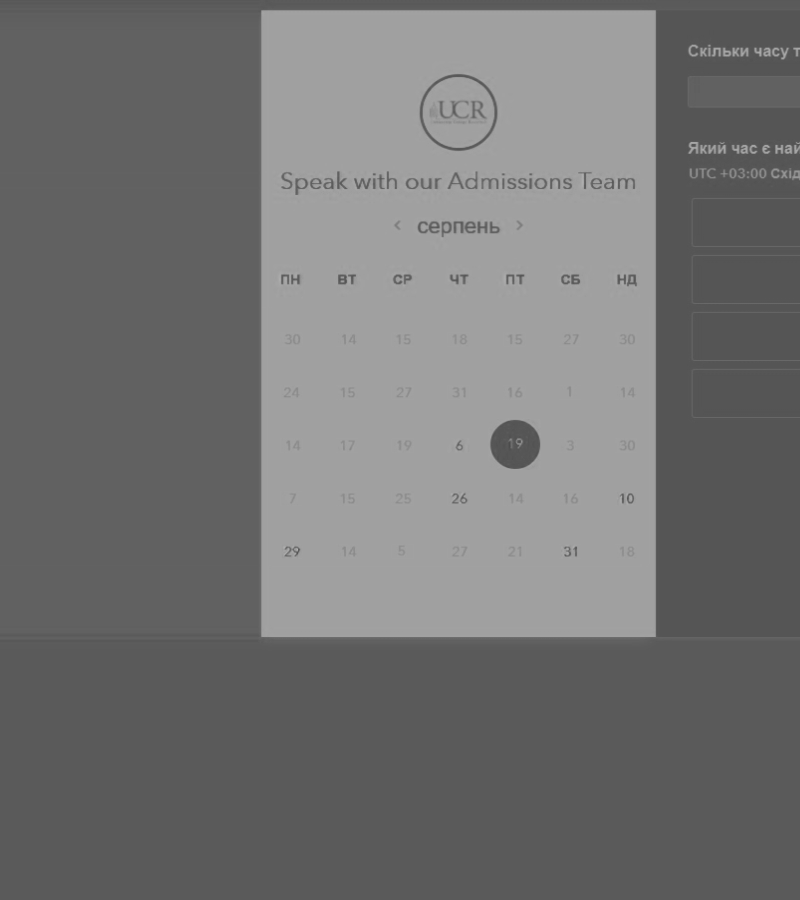 UCR
Speak with our Admissions Team
‹ серпень ›
ПН ВТ СР ЧТ ПТ СБ НД
30 14 15 18 15 27 30
24 15 27 31 16 1 14
14 17 19 6 19 3 30
7 15 25 26 14 16 10
29 14 5 27 21 31 18
Скільки часу т
Який час є най
UTC +03:00 Схід